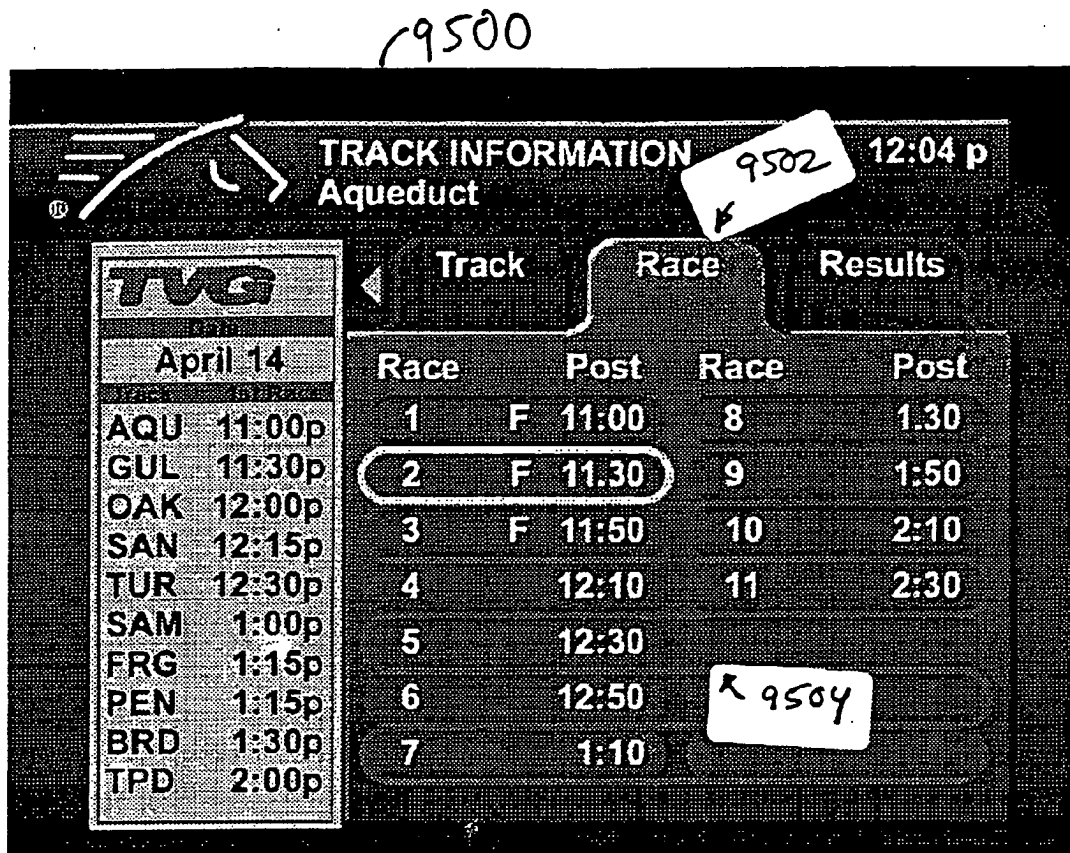 9500
TRACK INFORMATION
Aqueduct
9502
12:04 p
®
TVG
Date
April 14
Track 1st Race
AQU 11:00p
GUL 11:30p
OAK 12:00p
SAN 12:15p
TUR 12:30p
SAM 1:00p
FRG 1:15p
PEN 1:15p
BRD 1:30p
TPD 2:00p
Track Race Results
Race Post Race Post
1 F 11:00 8 1:30
2 F 11:30 9 1:50
3 F 11:50 10 2:10
4 12:10 11 2:30
5 12:30
6 12:50
7 1:10
9504